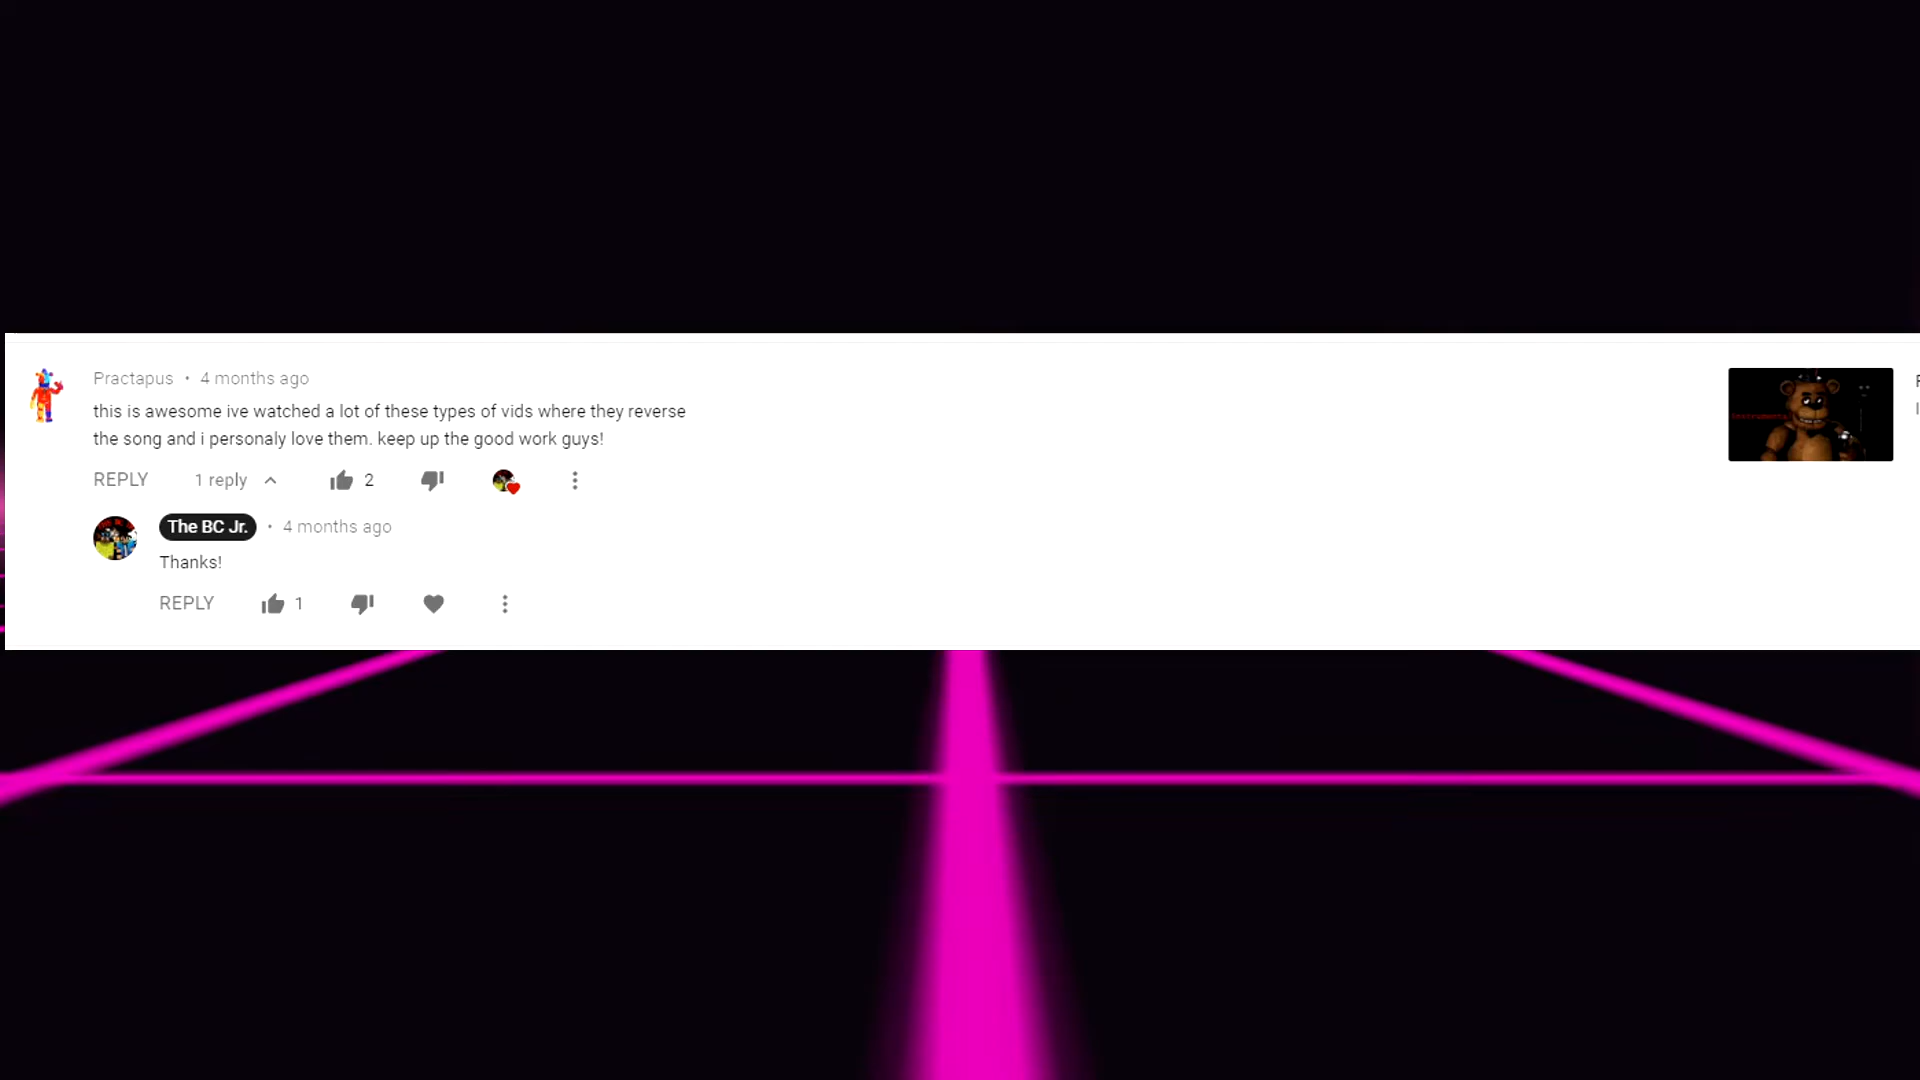 Practapus • 4 months ago
this is awesome ive watched a lot of these types of vids where they reverse
the song and i personaly love them. keep up the good work guys!
REPLY 1 reply 2
The BC Jr. • 4 months ago
Thanks!
REPLY 1